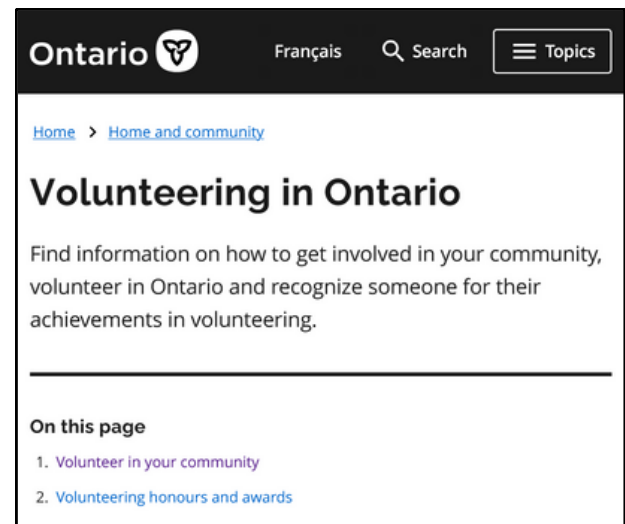 Ontario Français Search Topics
Home > Home and community
Volunteering in Ontario
Find information on how to get involved in your community,
volunteer in Ontario and recognize someone for their
achievements in volunteering.
On this page
1. Volunteer in your community
2. Volunteering honours and awards